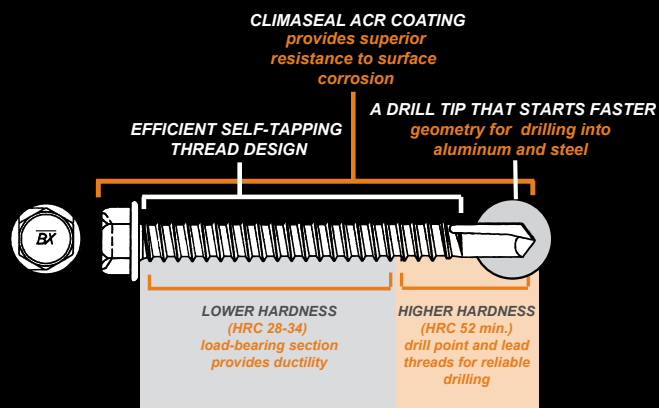 CLIMASEAL ACR COATING
provides superior
resistance to surface
corrosion
A DRILL TIP THAT STARTS FASTER
geometry for drilling into
aluminum and steel
EFFICIENT SELF-TAPPING
THREAD DESIGN
BX
LOWER HARDNESS
(HRC 28-34)
load-bearing section
provides ductility
HIGHER HARDNESS
(HRC 52 min.)
drill point and lead
threads for reliable
drilling